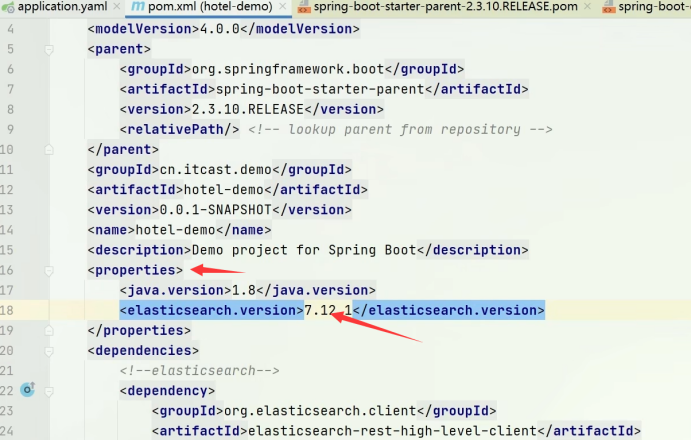 application.yaml × pom.xml (hotel-demo) × spring-boot-starter-parent-2.3.10.RELEASE.pom × spring-boot-
4 <modelVersion>4.0.0</modelVersion>
5 <parent>
6 <groupId>org.springframework.boot</groupId>
7 <artifactId>spring-boot-starter-parent</artifactId>
8 <version>2.3.10.RELEASE</version>
9 <relativePath/> <!-- lookup parent from repository -->
10 </parent>
11 <groupId>cn.itcast.demo</groupId>
12 <artifactId>hotel-demo</artifactId>
13 <version>0.0.1-SNAPSHOT</version>
14 <name>hotel-demo</name>
15 <description>Demo project for Spring Boot</description>
16 <properties>
17 <java.version>1.8</java.version>
18 <elasticsearch.version>7.12.1</elasticsearch.version>
19 </properties>
20 <dependencies>
21 <!--elasticsearch-->
22 <dependency>
23 <groupId>org.elasticsearch.client</groupId>
24 <artifactId>elasticsearch-rest-high-level-client</artifactId>